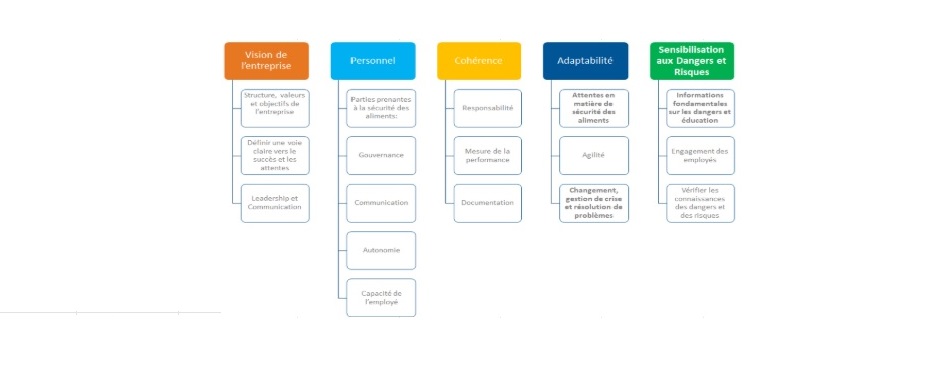 Vision de
l'entreprise
Structure, valeurs
et objectifs de
l'entreprise
Définir une voie
claire vers le
succès et les
attentes
Leadership et
Communication
Personnel
Parties prenantes
à la sécurité des
aliments:
Gouvernance
Communication
Autonomie
Capacité de
l'employé
Cohérence
Responsabilité
Mesure de la
performance
Documentation
Adaptabilité
Attentes en
matière de
sécurité des
aliments
Agilité
Changement,
gestion de crise
et résolution de
problèmes
Sensibilisation
aux Dangers et
Risques
Informations
fondamentales
sur les dangers et
éducation
Engagement des
employés
Vérifier les
connaissances
des dangers et
des risques